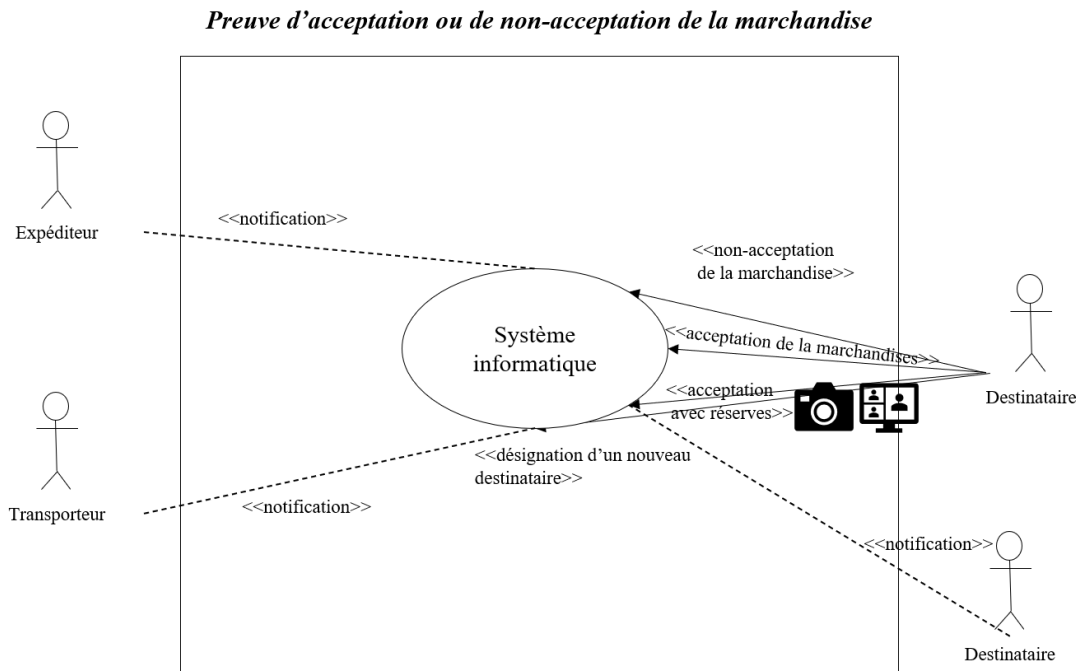 Preuve d’acceptation ou de non-acceptation de la marchandise
<<notification>>
Expéditeur
<<non-acceptation
de la marchandise>>
Système
informatique
<<acceptation de la marchandises>>
<<acceptation
avec réserves>>
Destinataire
<<désignation d’un nouveau
destinataire>>
<<notification>>
Transporteur
<<notification>>
Destinataire